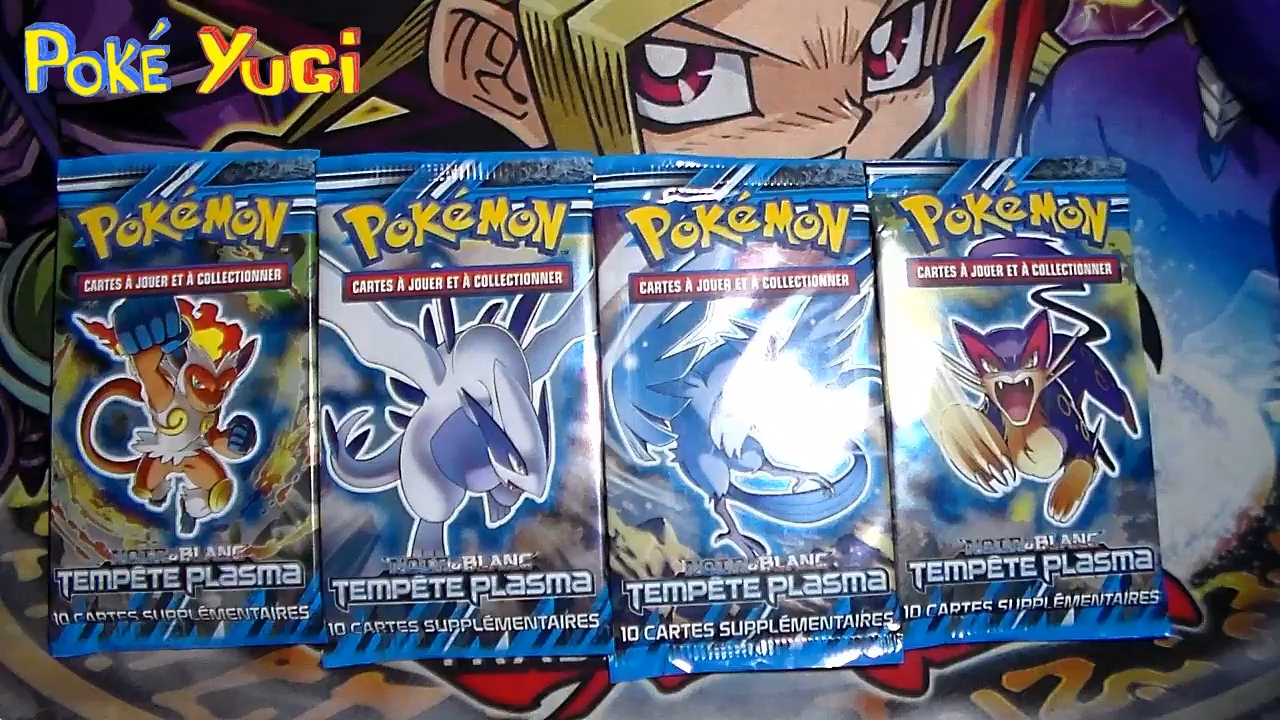 POKÉ YUGI
POKÉMON
CARTES À JOUER ET À COLLECTIONNER
NOIR & BLANC
TEMPÊTE PLASMA
10 CARTES SUPPLÉMENTAIRES
POKÉMON
CARTES À JOUER ET À COLLECTIONNER
NOIR & BLANC
TEMPÊTE PLASMA
10 CARTES SUPPLÉMENTAIRES
POKÉMON
CARTES À JOUER ET À COLLECTIONNER
NOIR & BLANC
TEMPÊTE PLASMA
10 CARTES SUPPLÉMENTAIRES
POKÉMON
CARTES À JOUER ET À COLLECTIONNER
NOIR & BLANC
TEMPÊTE PLASMA
10 CARTES SUPPLÉMENTAIRES